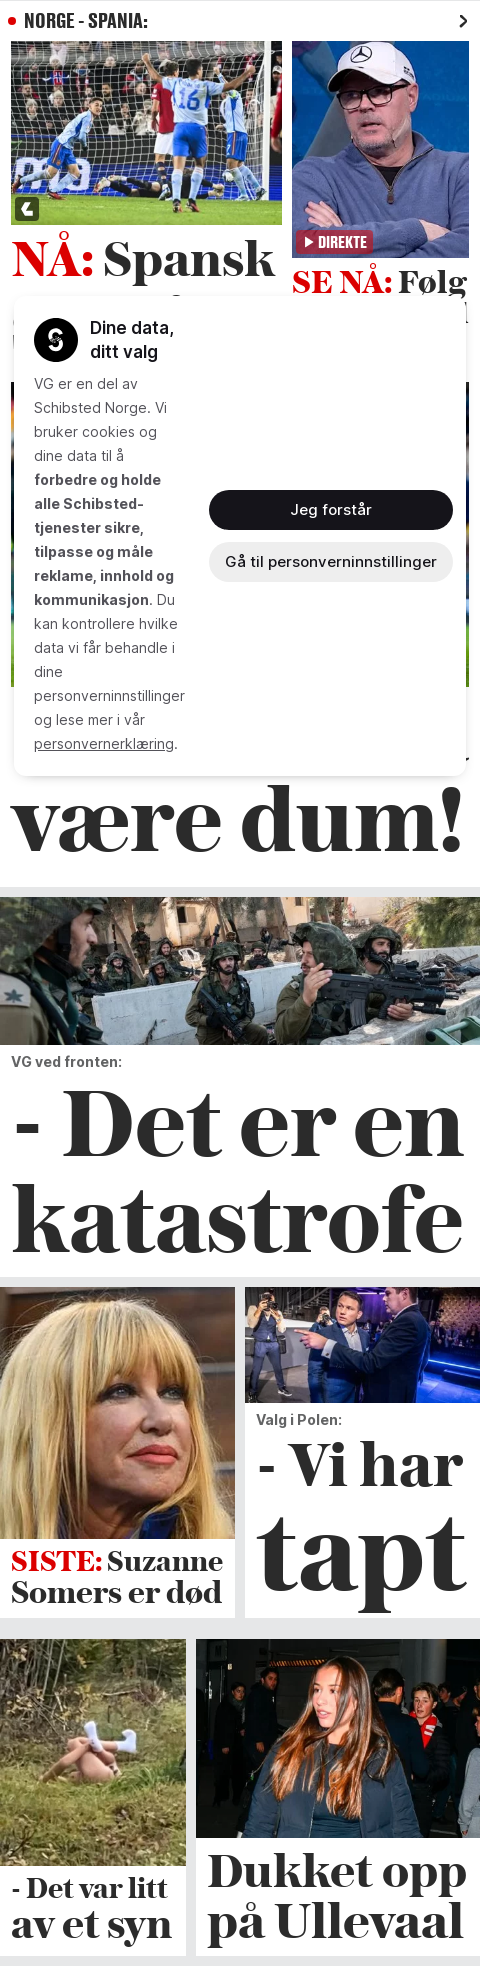 NORGE - SPANIA:
DIREKTE
NÅ: Spansk
SE NÅ: Følg
Dine data,
ditt valg
VG er en del av
Schibsted Norge. Vi
bruker cookies og
dine data til å
forbedre og holde
alle Schibsted-
tjenester sikre,
tilpasse og måle
reklame, innhold og
kommunikasjon. Du
kan kontrollere hvilke
data vi får behandle i
dine
personverninnstillinger
og lese mer i vår
personvernerklæring.
Jeg forstår
Gå til personverninnstillinger
være dum!
VG ved fronten:
- Det er en
katastrofe
SISTE: Suzanne
Somers er død
Valg i Polen:
- Vi har
tapt
- Det var litt
av et syn
Dukket opp
på Ullevaal